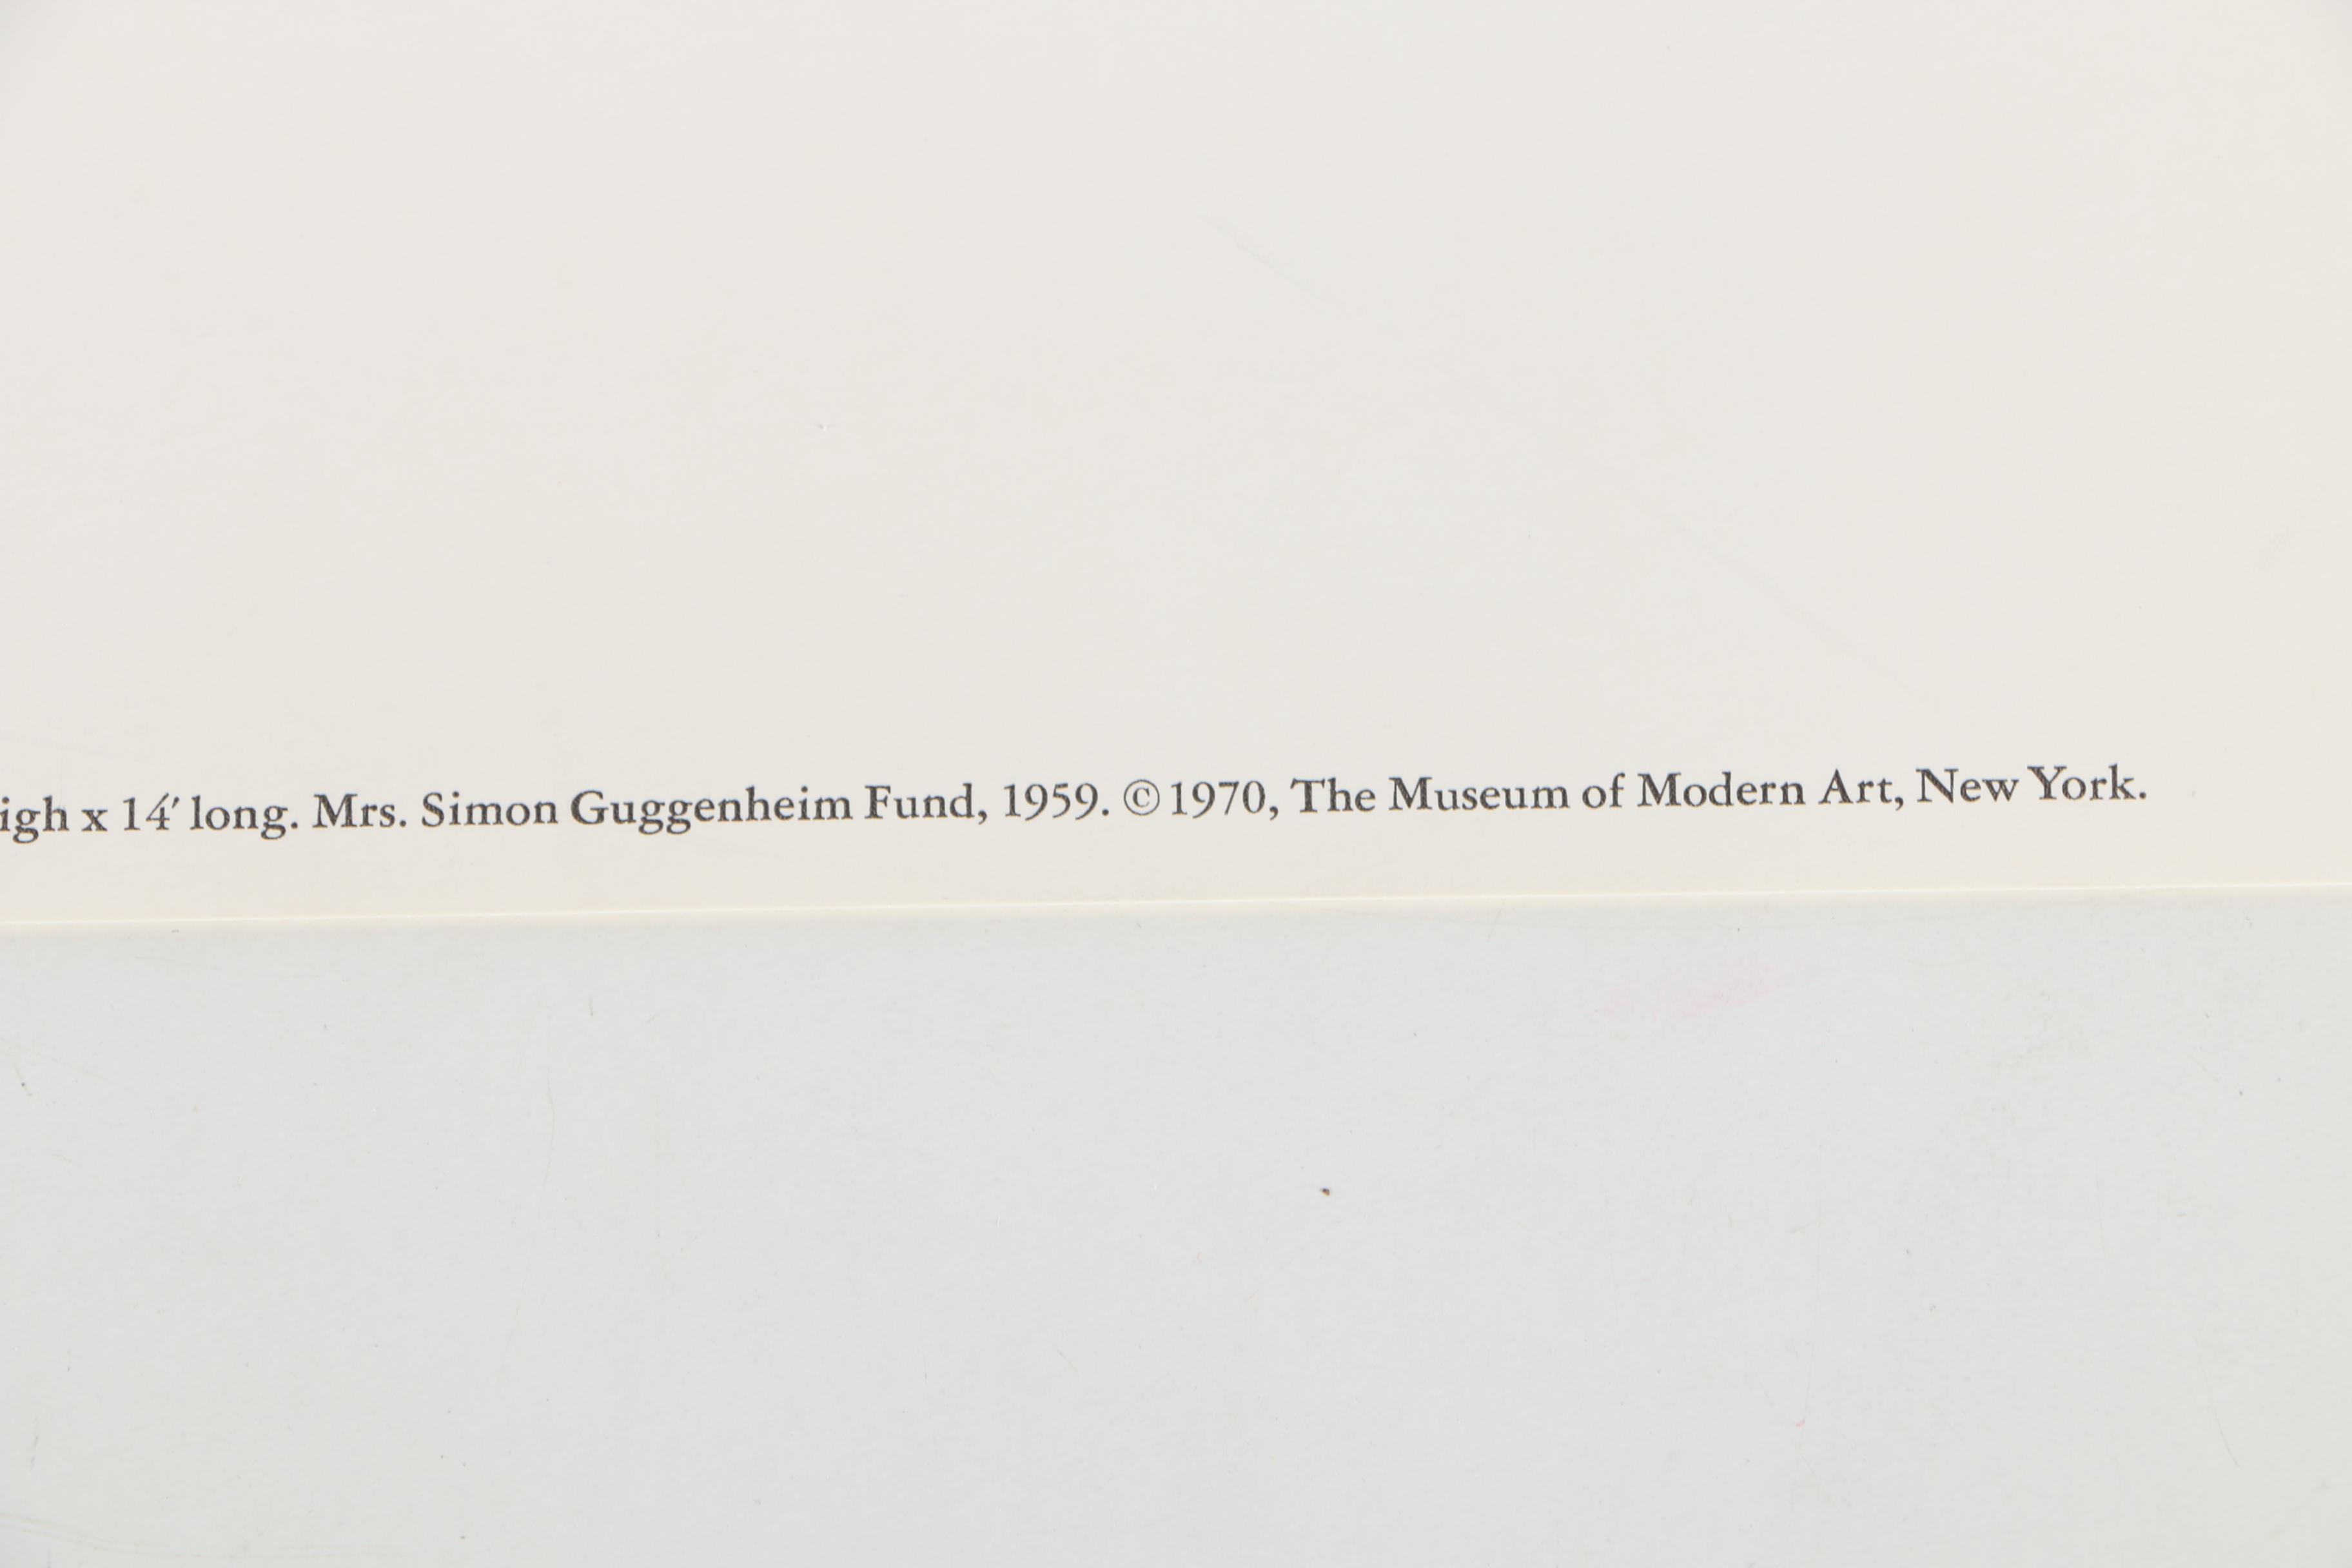 igh x 14' long. Mrs. Simon Guggenheim Fund, 1959. ©1970, The Museum of Modern Art, New York.